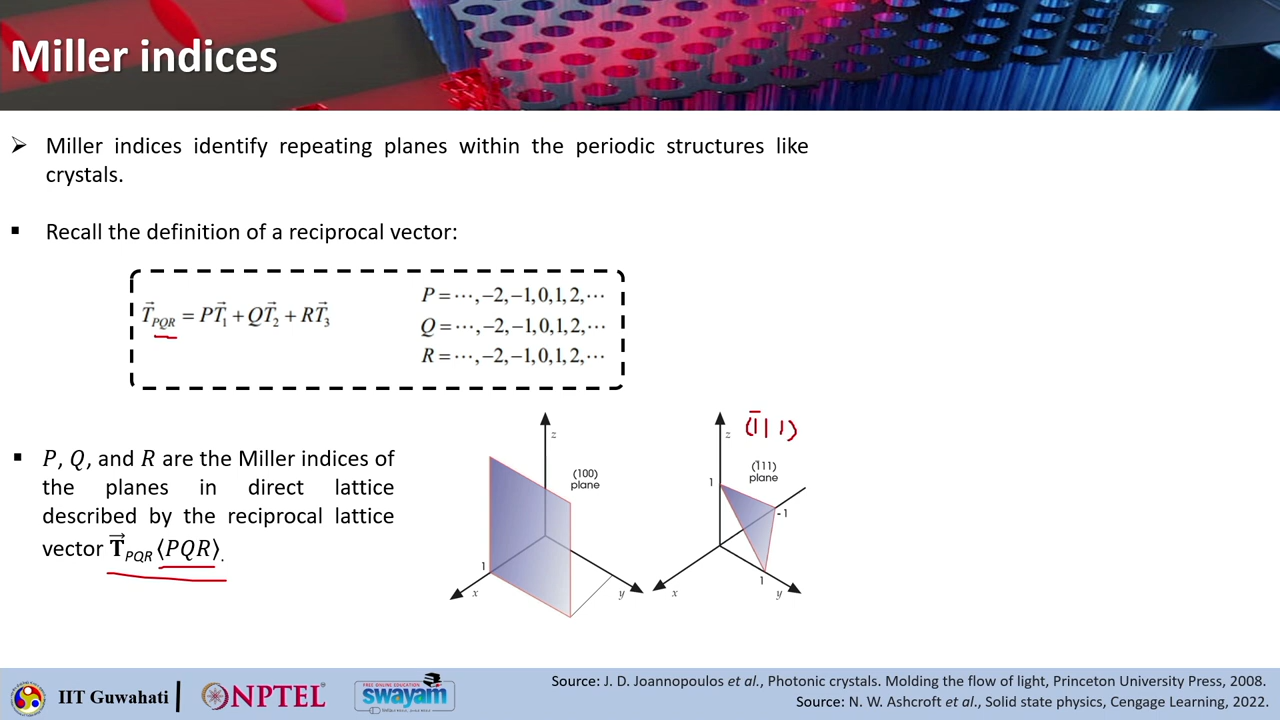 Miller indices
➢ Miller indices identify repeating planes within the periodic structures like
crystals.
▪ Recall the definition of a reciprocal vector:
T⃗_PQR = PT⃗₁ + QT⃗₂ + RT⃗₃
P = ⋯, −2, −1, 0, 1, 2, ⋯
Q = ⋯, −2, −1, 0, 1, 2, ⋯
R = ⋯, −2, −1, 0, 1, 2, ⋯
▪ P, Q, and R are the Miller indices of
the planes in direct lattice
described by the reciprocal lattice
vector T⃗_PQR ⟨PQR⟩.
z
(100)
plane
1
x
y
(1̄11)
z
(1̄11)
plane
1
-1
1
x
y
IIT Guwahati
NPTEL
FREE ONLINE EDUCATION
swayam
Source: J. D. Joannopoulos et al., Photonic crystals. Molding the flow of light, Princeton University Press, 2008.
Source: N. W. Ashcroft et al., Solid state physics, Cengage Learning, 2022.